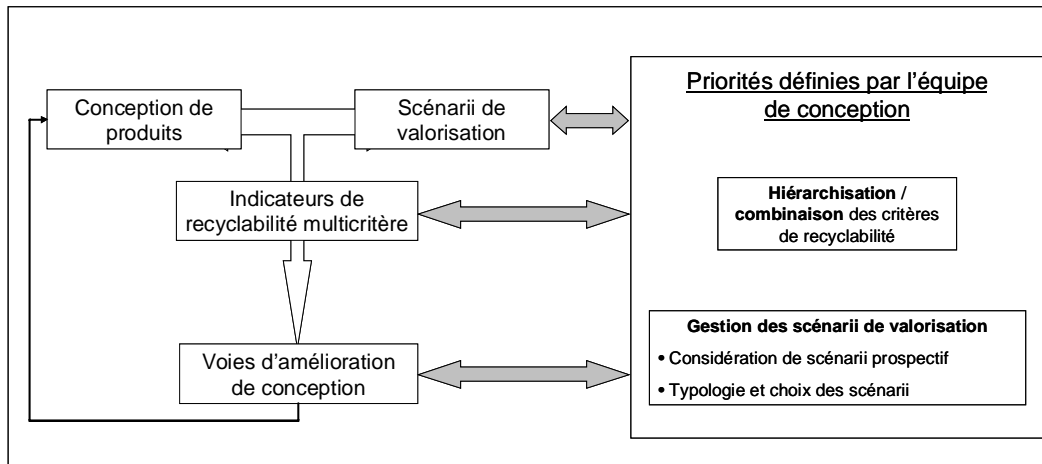 Conception de
produits
Scénarii de
valorisation
Indicateurs de
recyclabilité multicritère
Voies d'amélioration
de conception
Priorités définies par l'équipe
de conception
Hiérarchisation /
combinaison des critères
de recyclabilité
Gestion des scénarii de valorisation
• Considération de scénarii prospectif
• Typologie et choix des scénarii